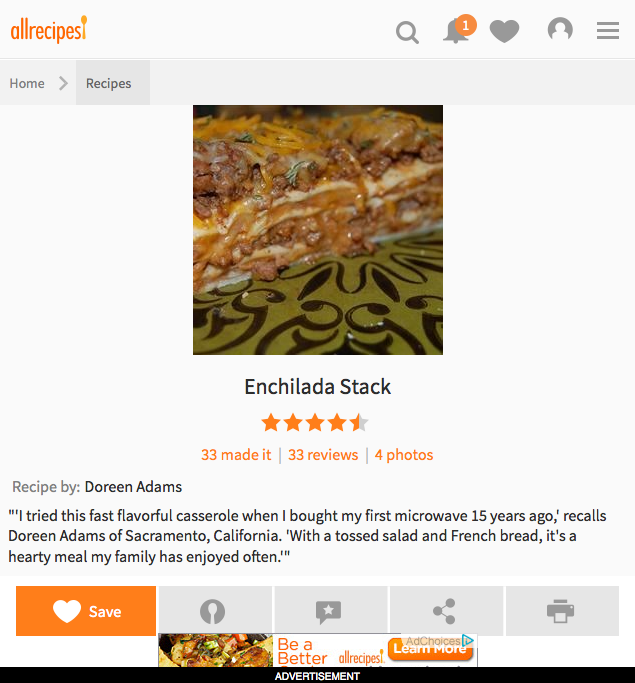 allrecipes!
1
Home
Recipes
Enchilada Stack
33 made it | 33 reviews | 4 photos
Recipe by: Doreen Adams
"'I tried this fast flavorful casserole when I bought my first microwave 15 years ago,' recalls
Doreen Adams of Sacramento, California. 'With a tossed salad and French bread, it's a
hearty meal my family has enjoyed often.'"
Save
AdChoices
Be a
Better
allrecipes!
Learn More
ADVERTISEMENT